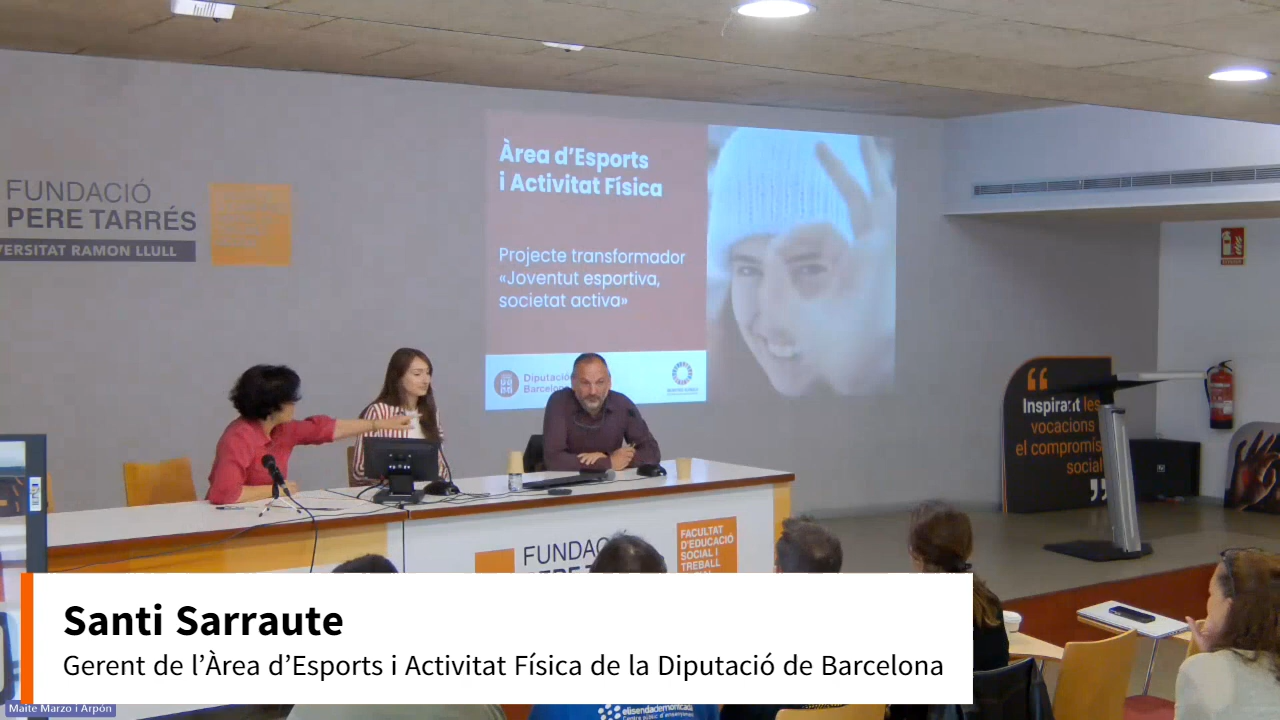 FUNDACIÓ
PERE TARRÉS
VERSITAT RAMON LLULL
Àrea d’Esports
i Activitat Física
Projecte transformador
«Joventut esportiva,
societat activa»
Diputació
Barcelona
Inspirant les
vocacions
el compromís
social
FUNDACIÓ
FACULTAT
D'EDUCACIÓ
SOCIAL I
TREBALL
Santi Sarraute
Gerent de l’Àrea d’Esports i Activitat Física de la Diputació de Barcelona
Maite Marzo i Arpón
elisendademontcada